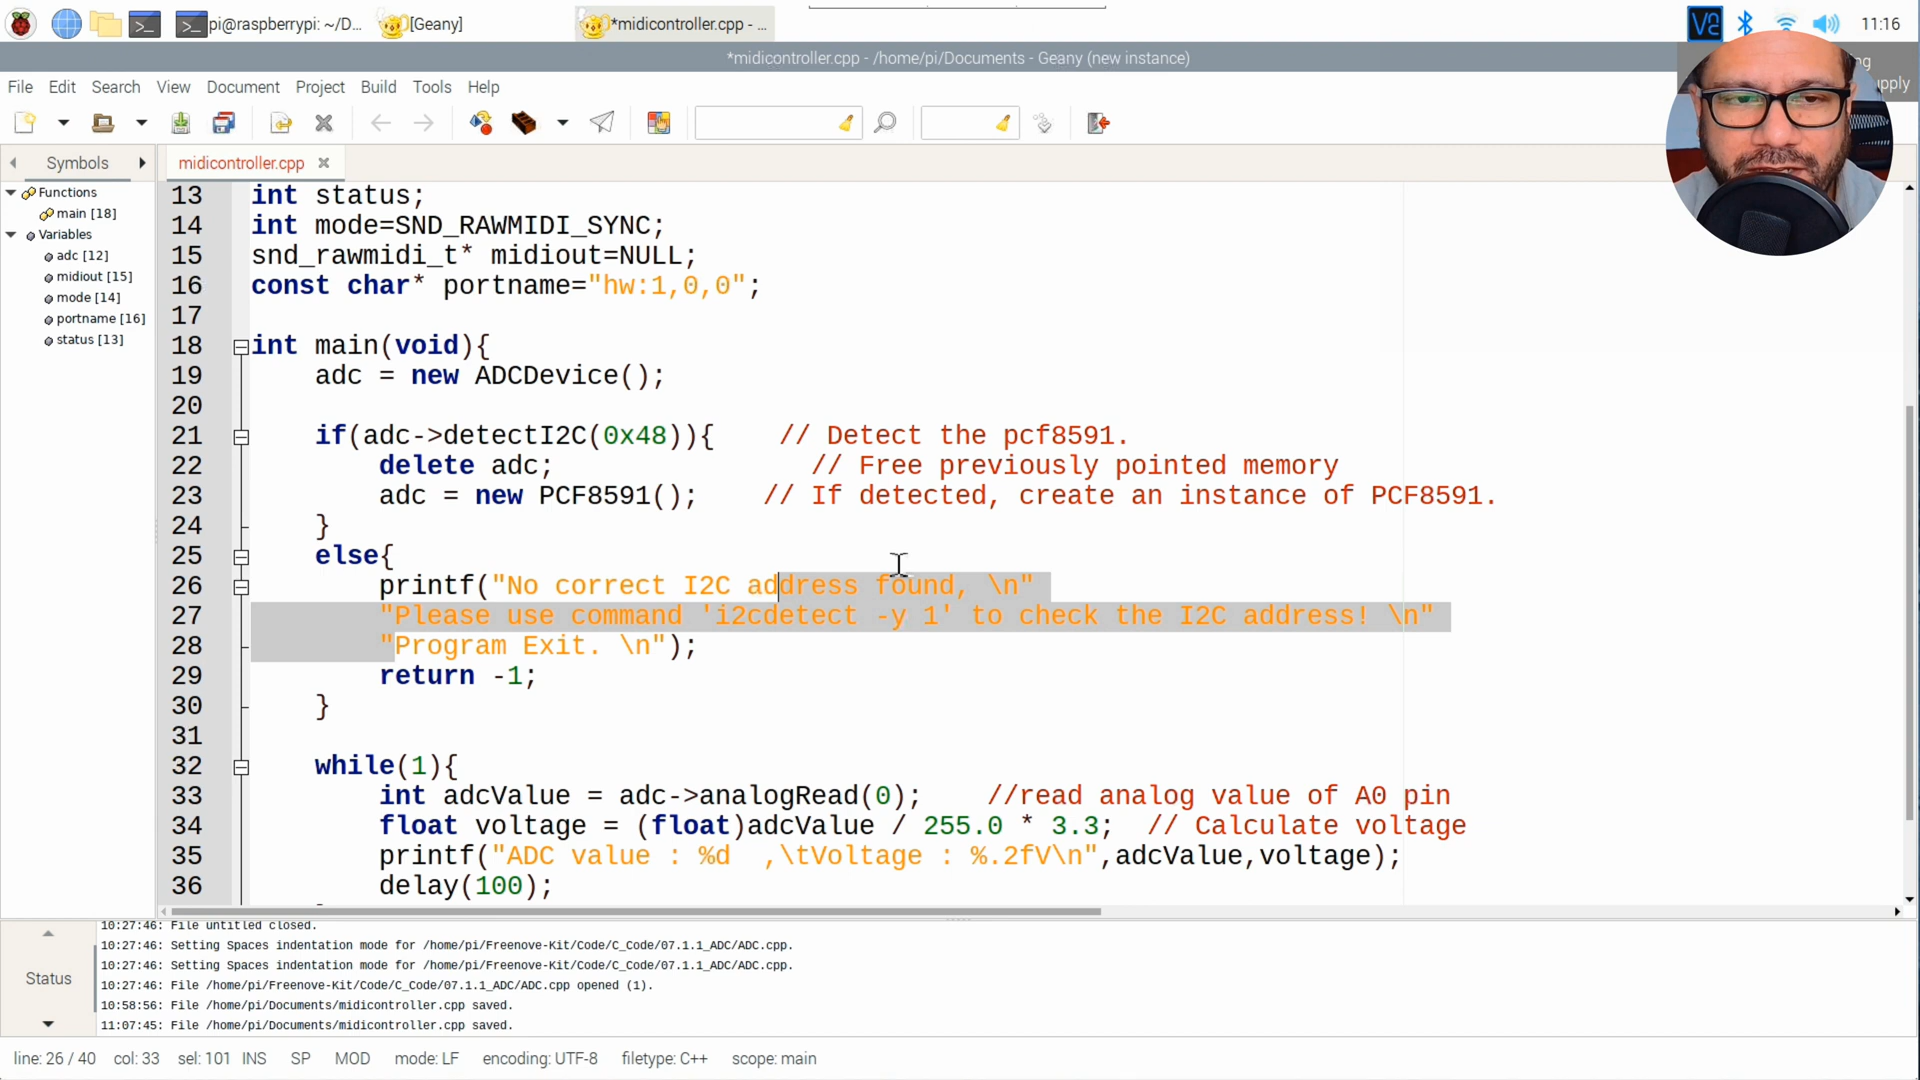 pi@raspberrypi: ~/D...
[Geany]
*midicontroller.cpp - ...
11:16
*midicontroller.cpp - /home/pi/Documents - Geany (new instance)
File Edit Search View Document Project Build Tools Help
Symbols
midicontroller.cpp
Functions
main [18]
Variables
adc [12]
midiout [15]
mode [14]
portname [16]
status [13]
13 int status;
14 int mode=SND_RAWMIDI_SYNC;
15 snd_rawmidi_t* midiout=NULL;
16 const char* portname="hw:1,0,0";
17
18 int main(void){
19 adc = new ADCDevice();
20
21 if(adc->detectI2C(0x48)){ // Detect the pcf8591.
22 delete adc; // Free previously pointed memory
23 adc = new PCF8591(); // If detected, create an instance of PCF8591.
24 }
25 else{
26 printf("No correct I2C address found, \n"
27 "Please use command 'i2cdetect -y 1' to check the I2C address! \n"
28 "Program Exit. \n");
29 return -1;
30 }
31
32 while(1){
33 int adcValue = adc->analogRead(0); //read analog value of A0 pin
34 float voltage = (float)adcValue / 255.0 * 3.3; // Calculate voltage
35 printf("ADC value : %d ,\tVoltage : %.2fV\n",adcValue,voltage);
36 delay(100);
Status
10:27:46: File untitled closed.
10:27:46: Setting Spaces indentation mode for /home/pi/Freenove-Kit/Code/C_Code/07.1.1_ADC/ADC.cpp.
10:27:46: Setting Spaces indentation mode for /home/pi/Freenove-Kit/Code/C_Code/07.1.1_ADC/ADC.cpp.
10:27:46: File /home/pi/Freenove-Kit/Code/C_Code/07.1.1_ADC/ADC.cpp opened (1).
10:58:56: File /home/pi/Documents/midicontroller.cpp saved.
11:07:45: File /home/pi/Documents/midicontroller.cpp saved.
line: 26 / 40 col: 33 sel: 101 INS SP MOD mode: LF encoding: UTF-8 filetype: C++ scope: main